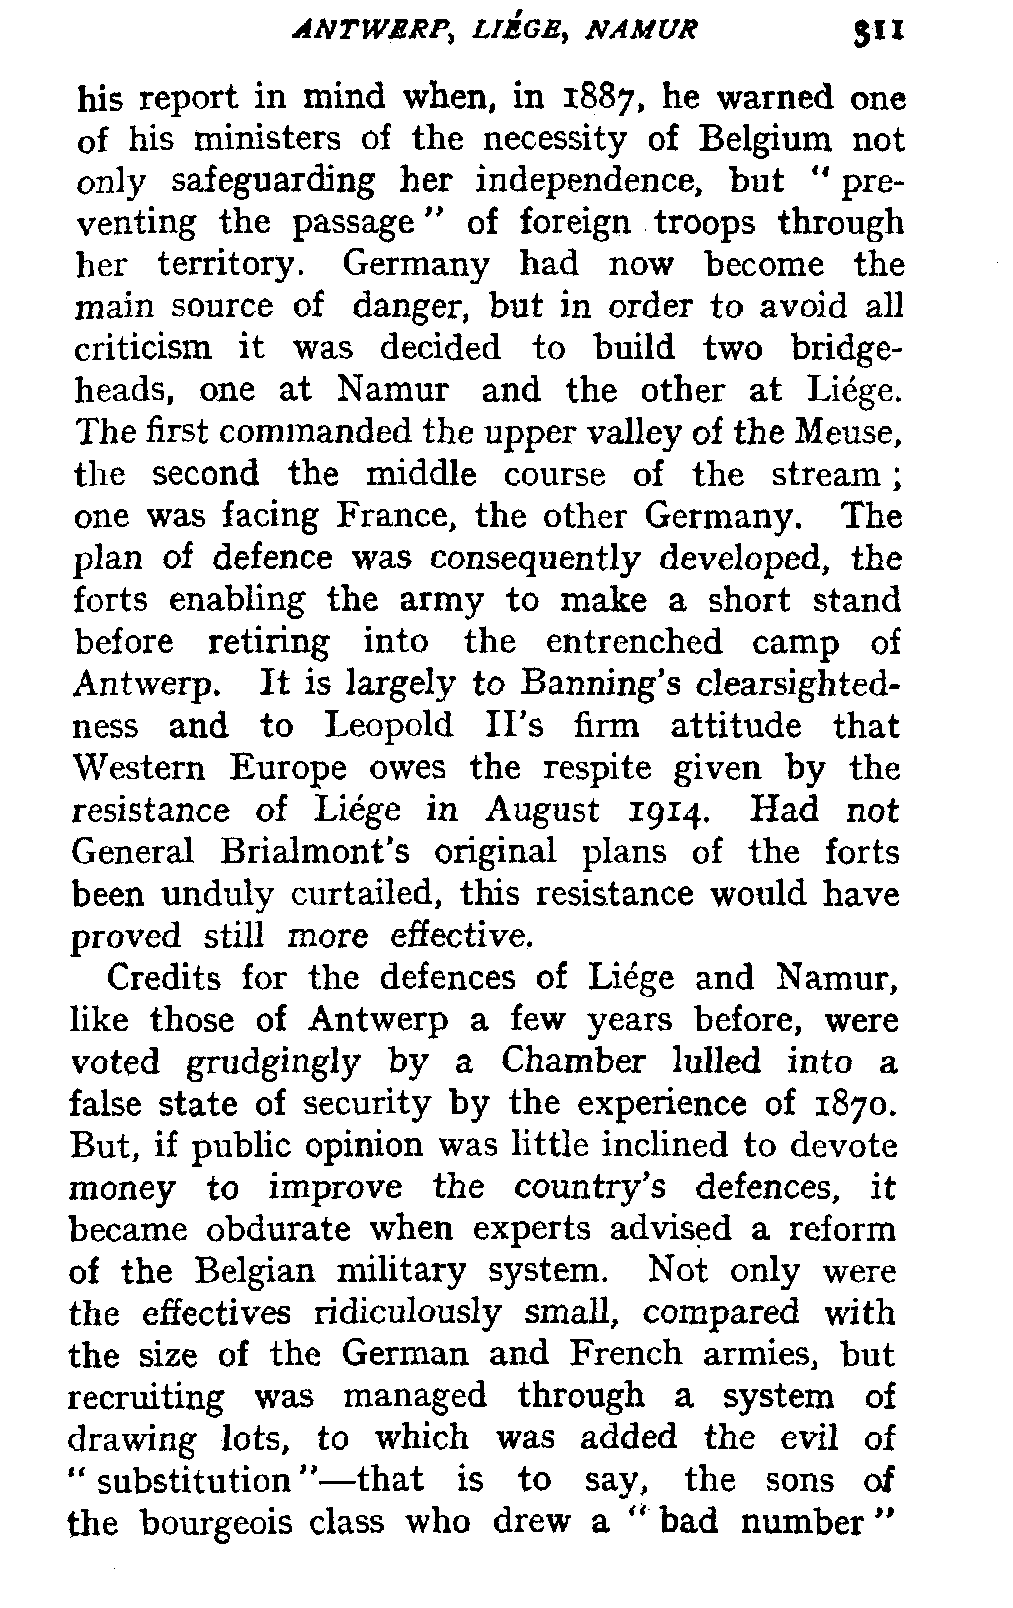 ANTWERP, LIÉGE, NAMUR 311
his report in mind when, in 1887, he warned one
of his ministers of the necessity of Belgium not
only safeguarding her independence, but " pre-
venting the passage " of foreign troops through
her territory. Germany had now become the
main source of danger, but in order to avoid all
criticism it was decided to build two bridge-
heads, one at Namur and the other at Liége.
The first commanded the upper valley of the Meuse,
the second the middle course of the stream ;
one was facing France, the other Germany. The
plan of defence was consequently developed, the
forts enabling the army to make a short stand
before retiring into the entrenched camp of
Antwerp. It is largely to Banning's clearsighted-
ness and to Leopold II's firm attitude that
Western Europe owes the respite given by the
resistance of Liége in August 1914. Had not
General Brialmont's original plans of the forts
been unduly curtailed, this resistance would have
proved still more effective.
Credits for the defences of Liége and Namur,
like those of Antwerp a few years before, were
voted grudgingly by a Chamber lulled into a
false state of security by the experience of 1870.
But, if public opinion was little inclined to devote
money to improve the country's defences, it
became obdurate when experts advised a reform
of the Belgian military system. Not only were
the effectives ridiculously small, compared with
the size of the German and French armies, but
recruiting was managed through a system of
drawing lots, to which was added the evil of
" substitution "—that is to say, the sons of
the bourgeois class who drew a " bad number "